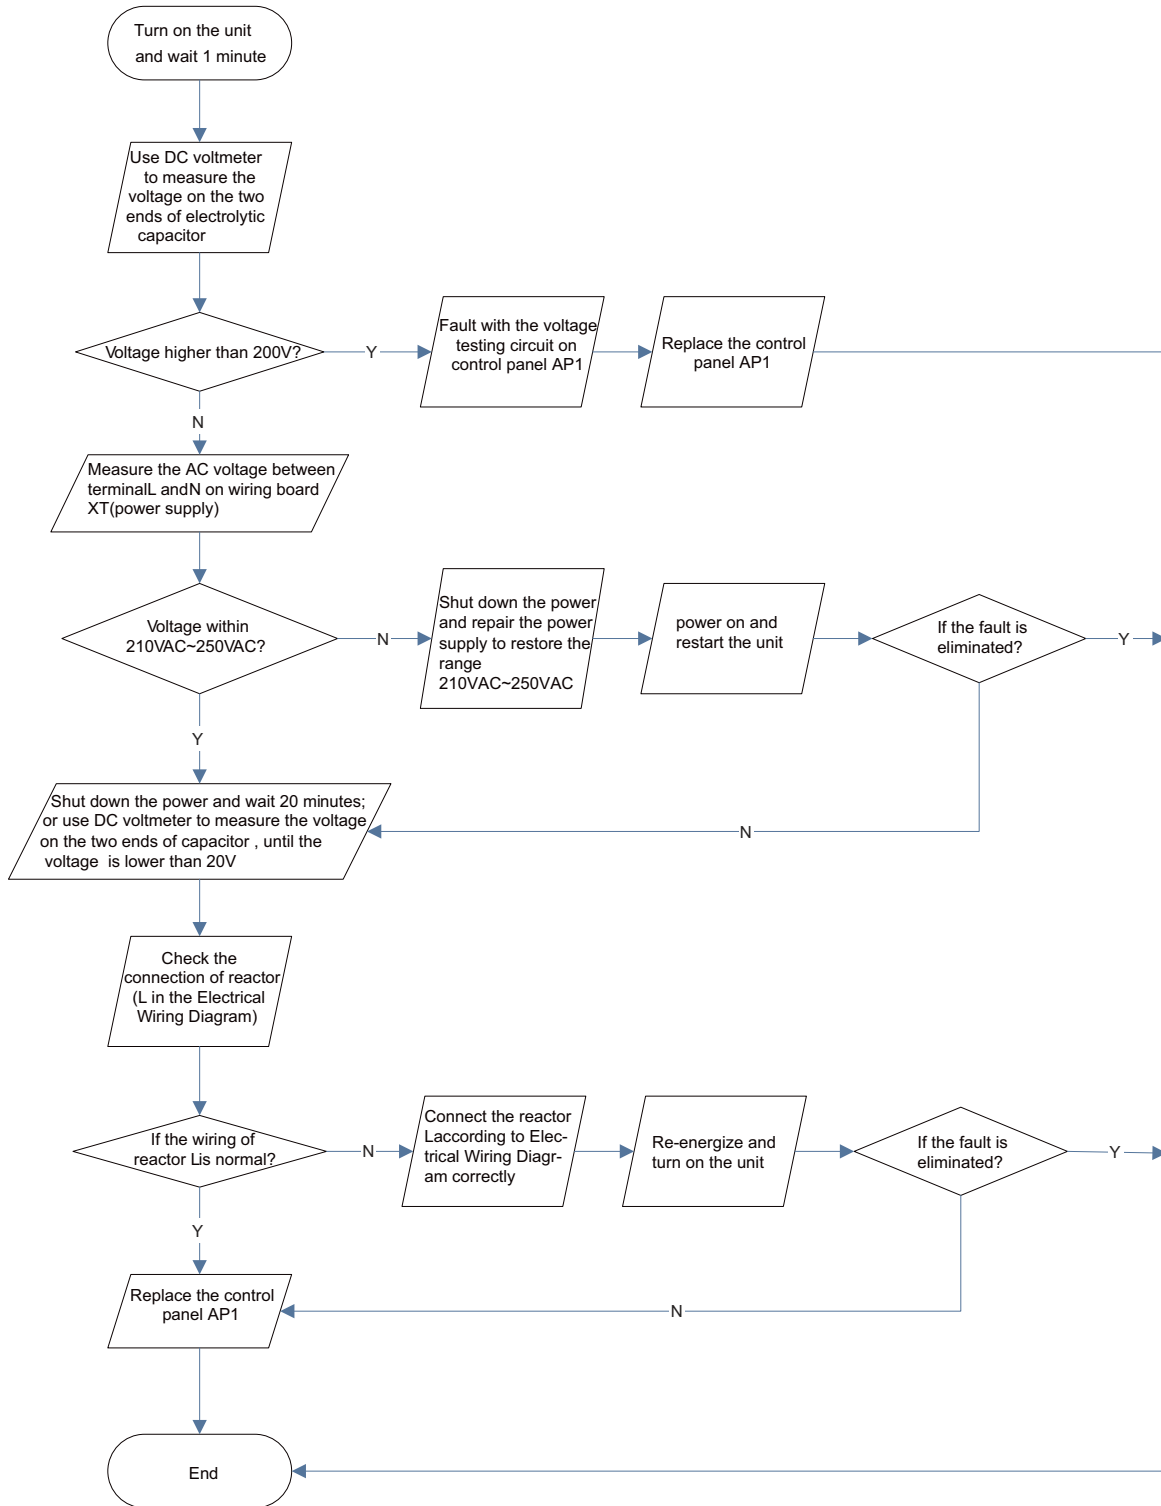 Turn on the unit
and wait 1 minute
Use DC voltmeter
to measure the
voltage on the two
ends of electrolytic
capacitor
Voltage higher than 200V?
Y
Fault with the voltage
testing circuit on
control panel AP1
Replace the control
panel AP1
N
Measure the AC voltage between
terminalL andN on wiring board
XT(power supply)
Voltage within
210VAC~250VAC?
N
Shut down the power
and repair the power
supply to restore the
range
210VAC~250VAC
power on and
restart the unit
If the fault is
eliminated?
Y
Y
N
Shut down the power and wait 20 minutes;
or use DC voltmeter to measure the voltage
on the two ends of capacitor , until the
voltage is lower than 20V
Check the
connection of reactor
(L in the Electrical
Wiring Diagram)
If the wiring of
reactor Lis normal?
N
Connect the reactor
Laccording to Elec-
trical Wiring Diagr-
am correctly
Re-energize and
turn on the unit
If the fault is
eliminated?
Y
Y
N
Replace the control
panel AP1
End